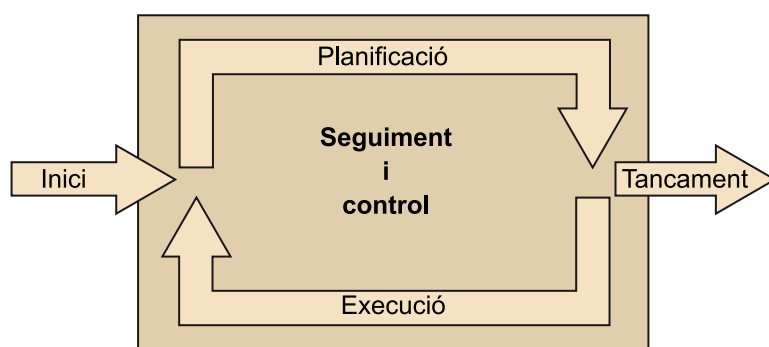 Planificació
Seguiment
i
control
Inici
Tancament
Execució